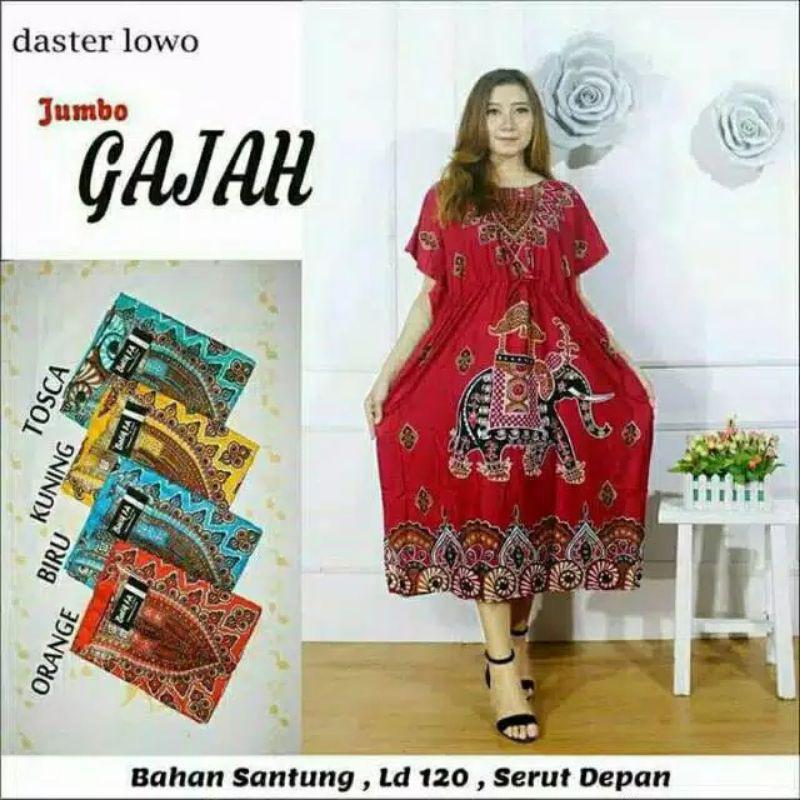 daster lowo
Jumbo
GAJAH
TOSCA
KUNING
BIRU
ORANGE
Bahan Santung , Ld 120 , Serut Depan